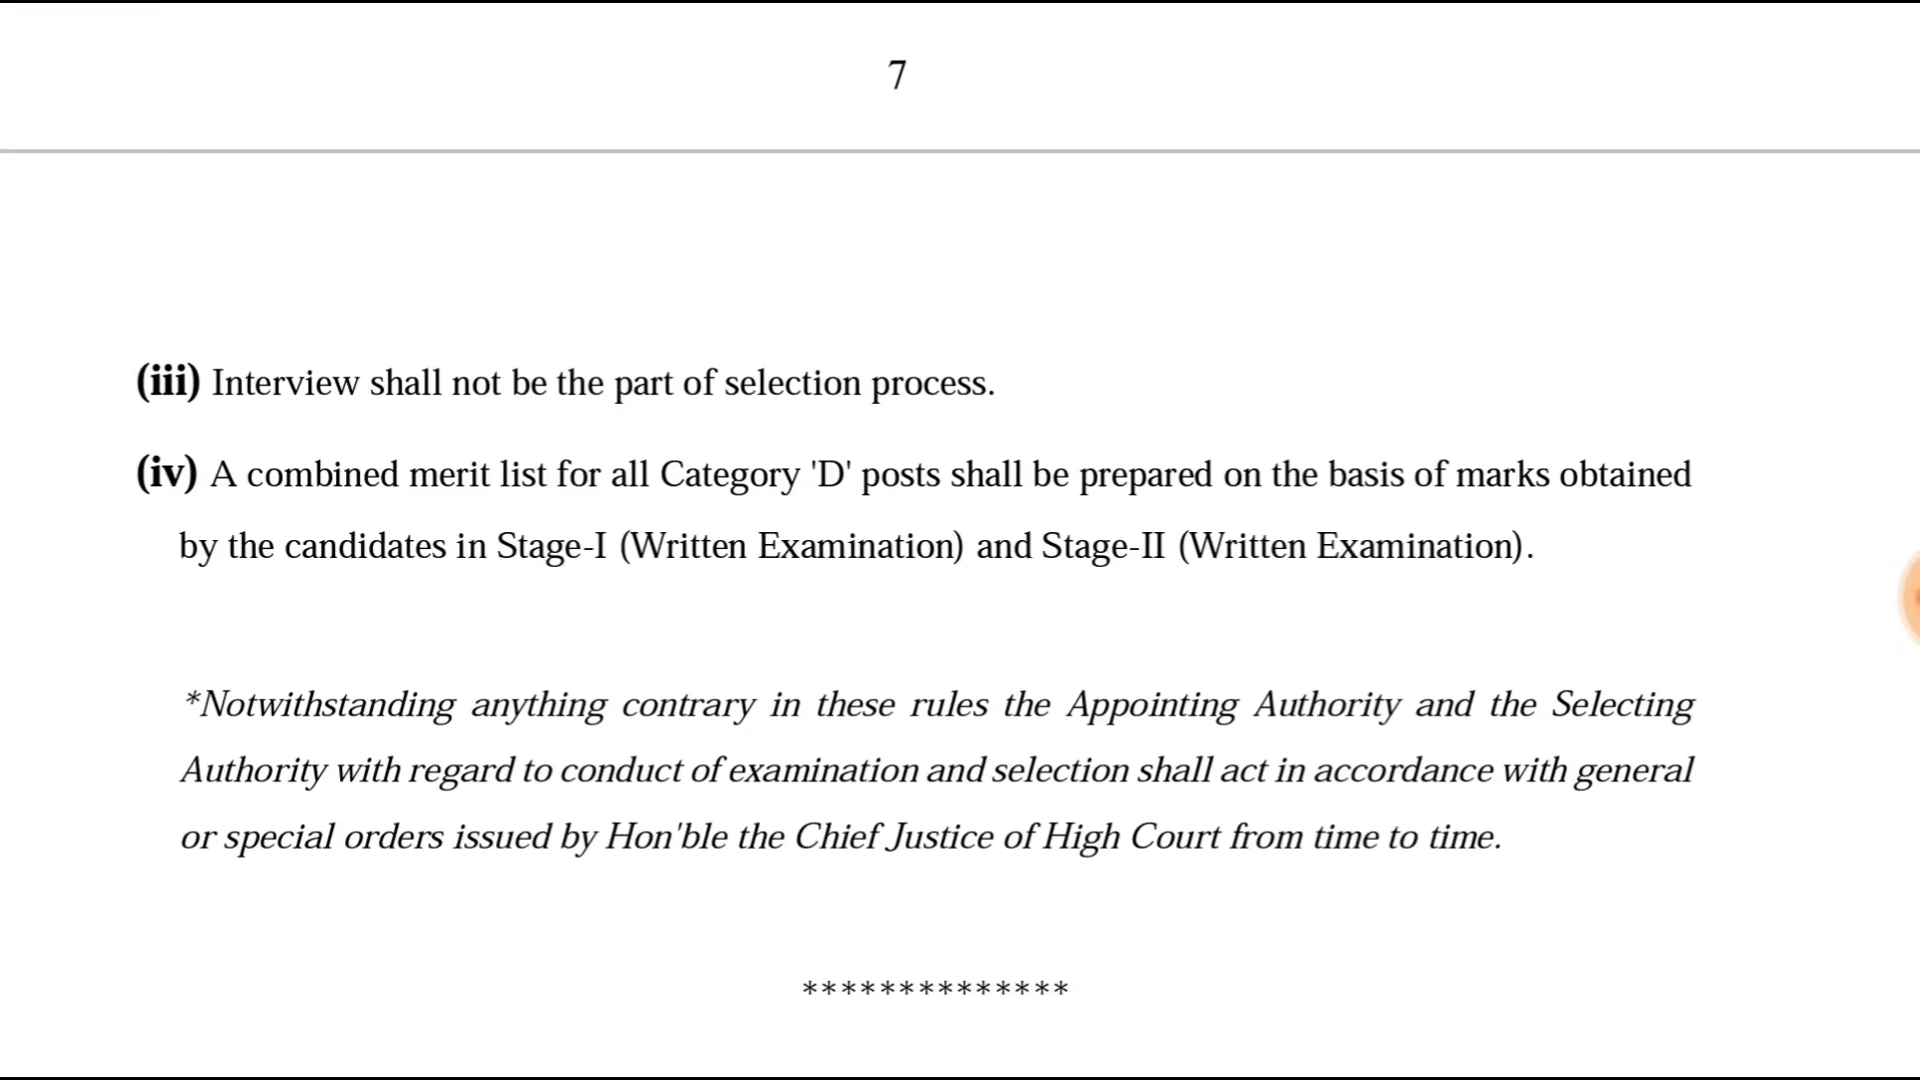 7
(iii) Interview shall not be the part of selection process.
(iv) A combined merit list for all Category 'D' posts shall be prepared on the basis of marks obtained
by the candidates in Stage-I (Written Examination) and Stage-II (Written Examination).
*Notwithstanding anything contrary in these rules the Appointing Authority and the Selecting
Authority with regard to conduct of examination and selection shall act in accordance with general
or special orders issued by Hon'ble the Chief Justice of High Court from time to time.
**************